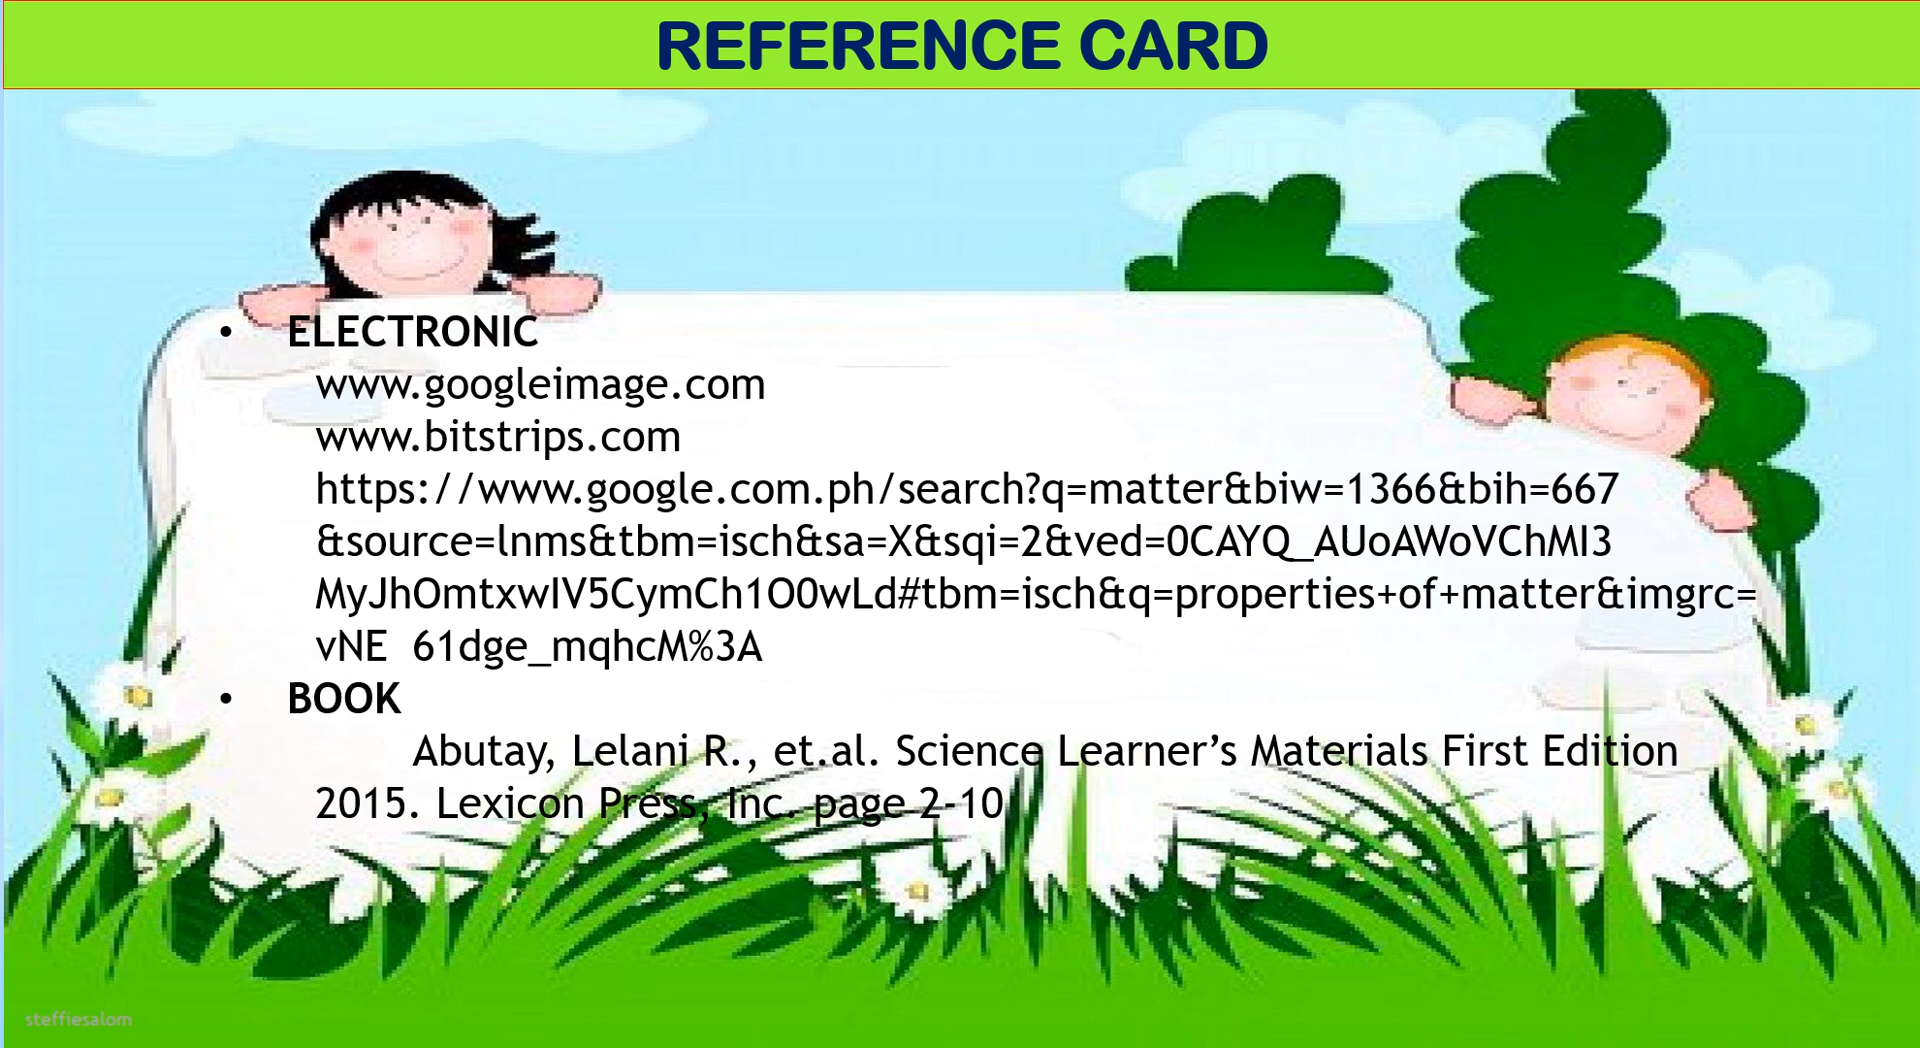 REFERENCE CARD
• ELECTRONIC
www.googleimage.com
www.bitstrips.com
https://www.google.com.ph/search?q=matter&biw=1366&bih=667
&source=lnms&tbm=isch&sa=X&sqi=2&ved=0CAYQ_AUoAWoVChMI3
MyJhOmtxwIV5CymCh1O0wLd#tbm=isch&q=properties+of+matter&imgrc=
vNE 61dge_mqhcM%3A
• BOOK
Abutay, Lelani R., et.al. Science Learner’s Materials First Edition
2015. Lexicon Press, Inc. page 2-10
steffiesalom